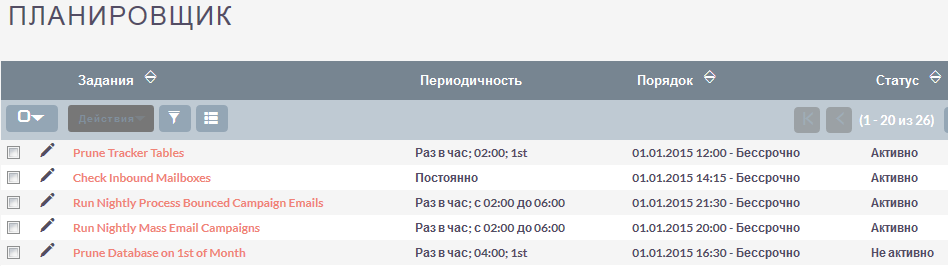 ПЛАНИРОВЩИК
Задания Периодичность Порядок Статус
Действия (1 - 20 из 26)
Prune Tracker Tables Раз в час; 02:00; 1st 01.01.2015 12:00 - Бессрочно Активно
Check Inbound Mailboxes Постоянно 01.01.2015 14:15 - Бессрочно Активно
Run Nightly Process Bounced Campaign Emails Раз в час; с 02:00 до 06:00 01.01.2015 21:30 - Бессрочно Активно
Run Nightly Mass Email Campaigns Раз в час; с 02:00 до 06:00 01.01.2015 20:00 - Бессрочно Активно
Prune Database on 1st of Month Раз в час; 04:00; 1st 01.01.2015 16:30 - Бессрочно Не активно